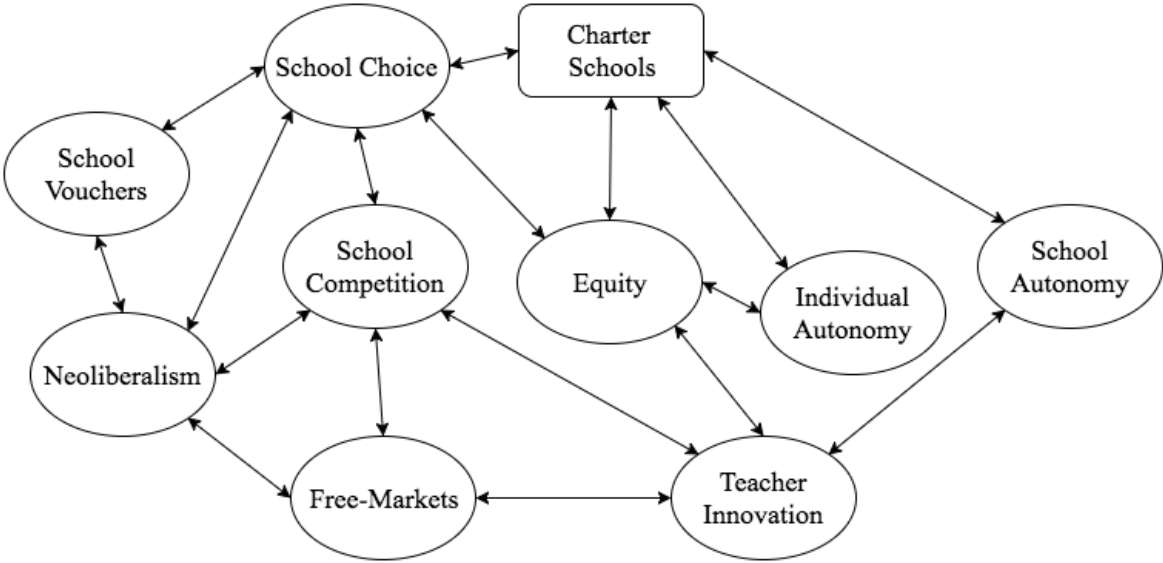 School Choice
Charter
Schools
School
Vouchers
School
Competition
Equity
Individual
Autonomy
School
Autonomy
Neoliberalism
Free-Markets
Teacher
Innovation